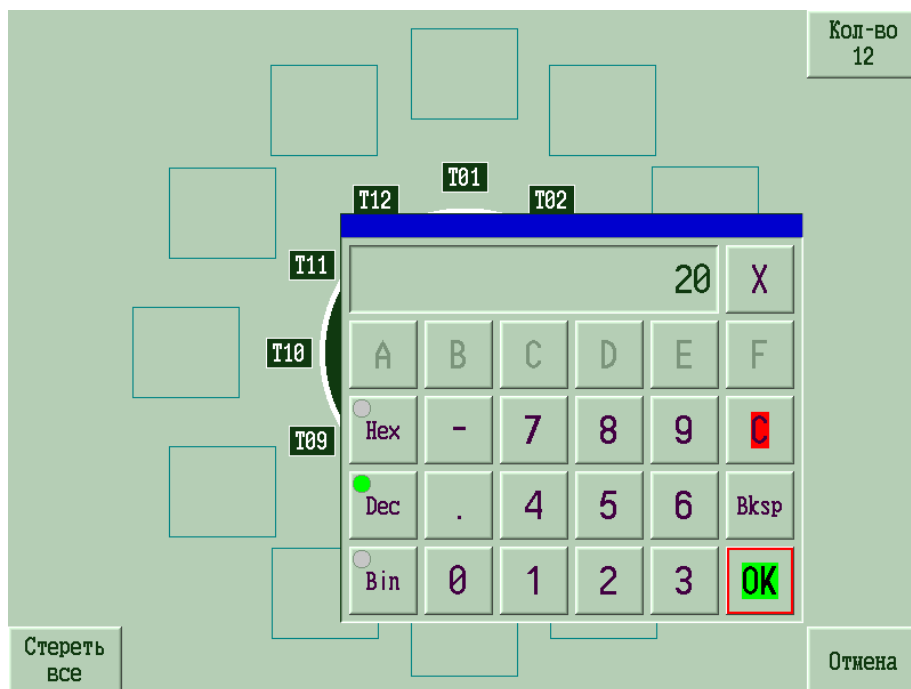 Кол-во
12
T01
T12
T02
T11
20
X
T10
A B C D E F
T09
Hex - 7 8 9 C
Dec . 4 5 6 Bksp
Bin 0 1 2 3 OK
Стереть
все
Отмена